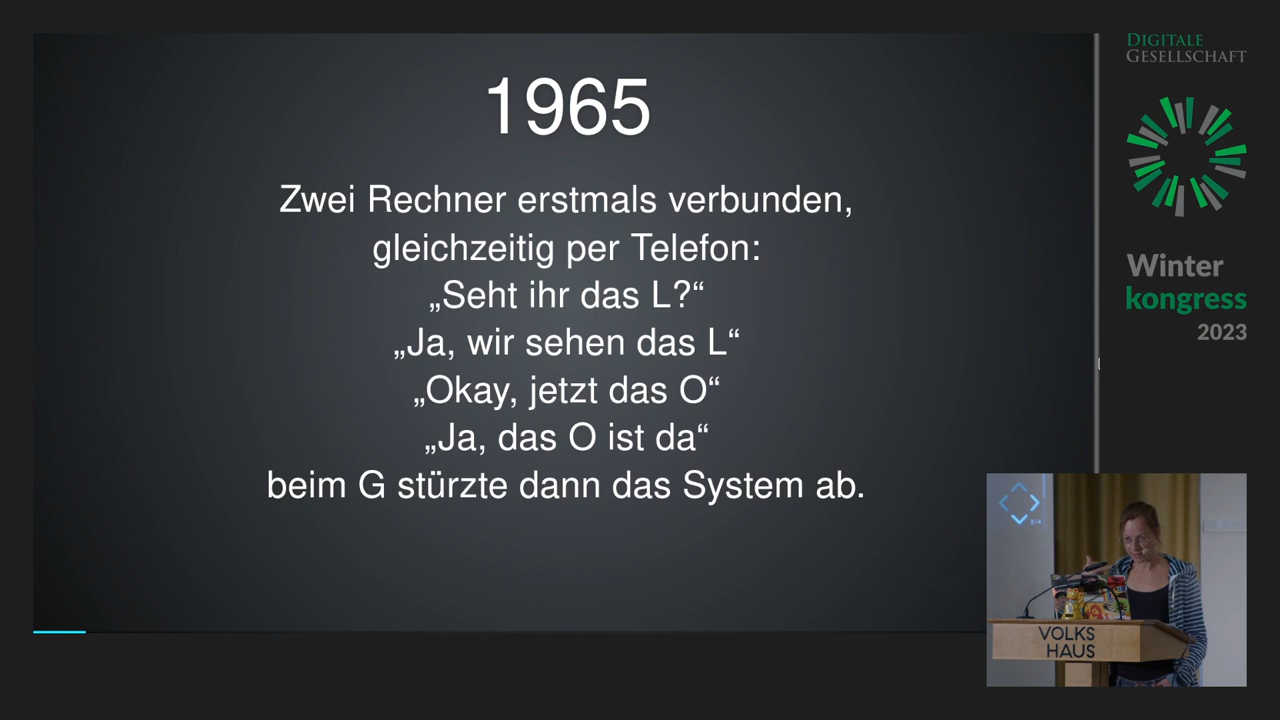 1965
Zwei Rechner erstmals verbunden,
gleichzeitig per Telefon:
„Seht ihr das L?“
„Ja, wir sehen das L“
„Okay, jetzt das O“
„Ja, das O ist da“
beim G stürzte dann das System ab.
DIGITALE
GESELLSCHAFT
Winter
kongress
2023
VOLKS
HAUS